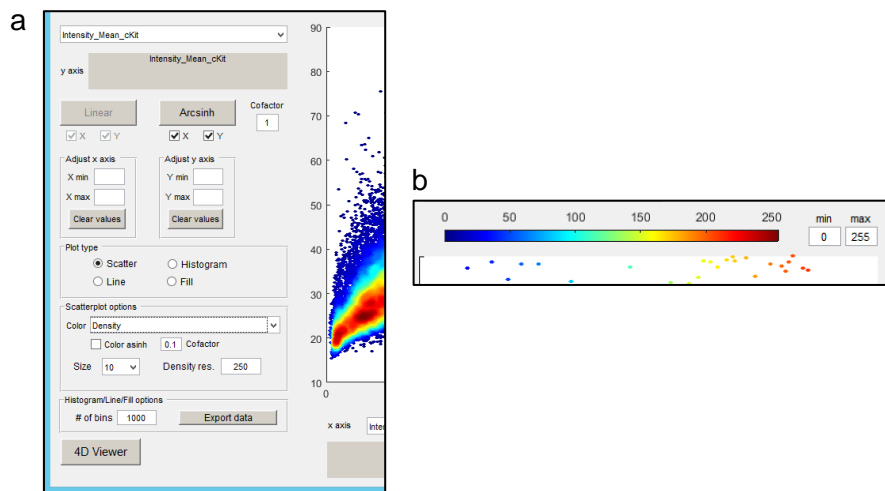 a
Intensity_Mean_cKit
y axis
Intensity_Mean_cKit
Linear
Arcsinh
Cofactor
1
X Y
X Y
Adjust x axis
X min
X max
Clear values
Adjust y axis
Y min
Y max
Clear values
Plot type
Scatter Histogram
Line Fill
Scatterplot options
Color Density
Color asinh 0.1 Cofactor
Size 10 Density res. 250
Histogram/Line/Fill options
# of bins 1000 Export data
4D Viewer
90
80
70
60
50
40
30
20
10
0
x axis
b
0 50 100 150 200 250
min max
0 255